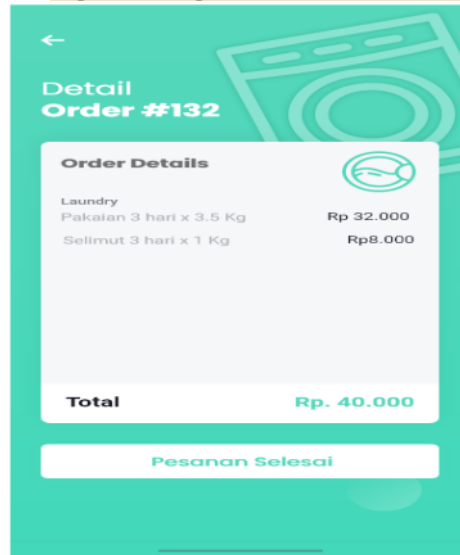 Detail
Order #132
Order Details
Laundry
Pakaian 3 hari x 3.5 Kg Rp 32.000
Selimut 3 hari x 1 Kg Rp8.000
Total Rp. 40.000
Pesanan Selesai